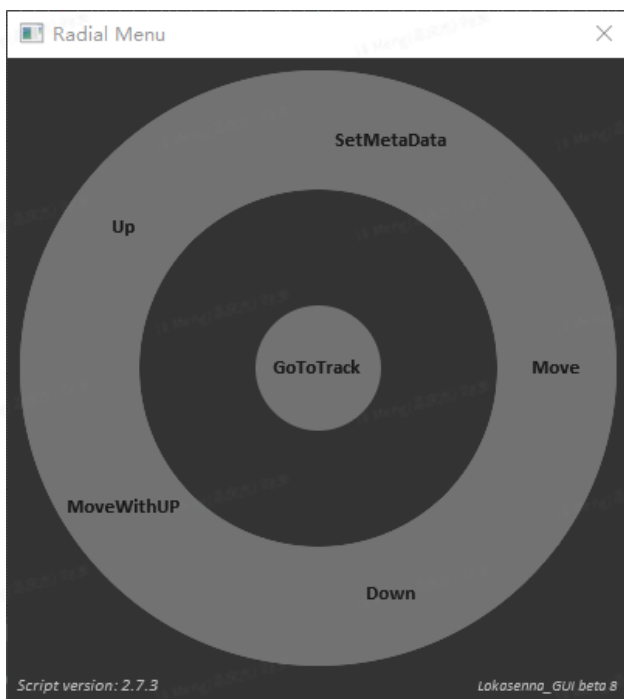 Radial Menu
SetMetaData
Up
GoToTrack
Move
MoveWithUP
Down
Script version: 2.7.3
Lokasenna_GUI beta 8